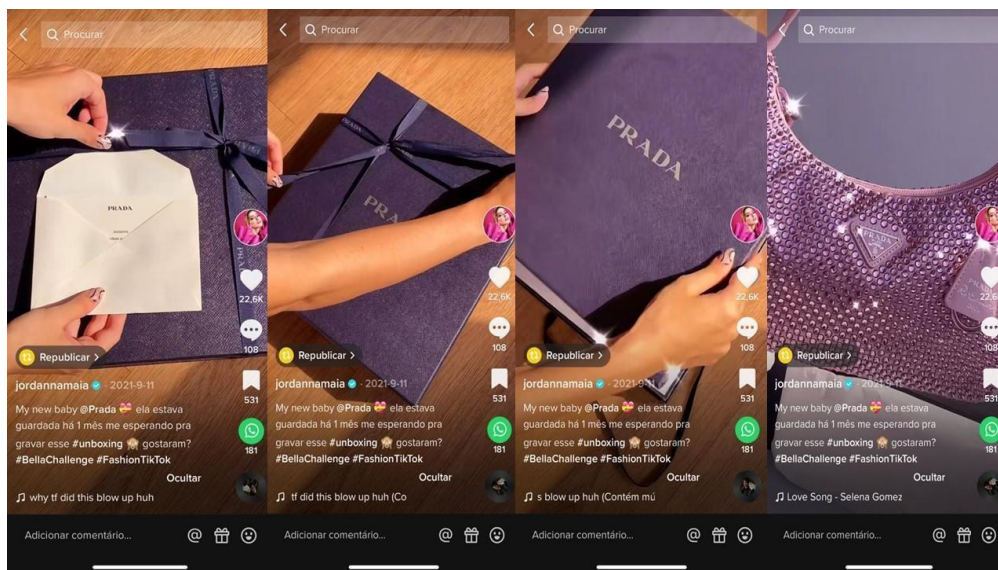 Procurar
PRADA
PRADA
22,6K
108
Republicar >
jordannamaia · 2021-9-11
531
My new baby @Prada 💝 ela estava
guardada há 1 mês me esperando pra
gravar esse #unboxing 🙈 gostaram?
181
#BellaChallenge #FashionTikTok
Ocultar
why tf did this blow up huh
Adicionar comentário...
Procurar
PRADA
PRADA
22,6K
108
Republicar >
jordannamaia · 2021-9-11
531
My new baby @Prada 💝 ela estava
guardada há 1 mês me esperando pra
gravar esse #unboxing 🙈 gostaram?
181
#BellaChallenge #FashionTikTok
Ocultar
tf did this blow up huh (Co
Adicionar comentário...
Procurar
PRADA
22,6K
108
Republicar >
jordannamaia · 2021-9-11
531
My new baby @Prada 💝 ela estava
guardada há 1 mês me esperando pra
gravar esse #unboxing 🙈 gostaram?
181
#BellaChallenge #FashionTikTok
Ocultar
s blow up huh (Contém mú
Adicionar comentário...
Procurar
PRADA
22,6K
108
Republicar >
jordannamaia · 2021-9-11
531
My new baby @Prada 💝 ela estava
guardada há 1 mês me esperando pra
gravar esse #unboxing 🙈 gostaram?
181
#BellaChallenge #FashionTikTok
Ocultar
Love Song - Selena Gomez
Adicionar comentário...